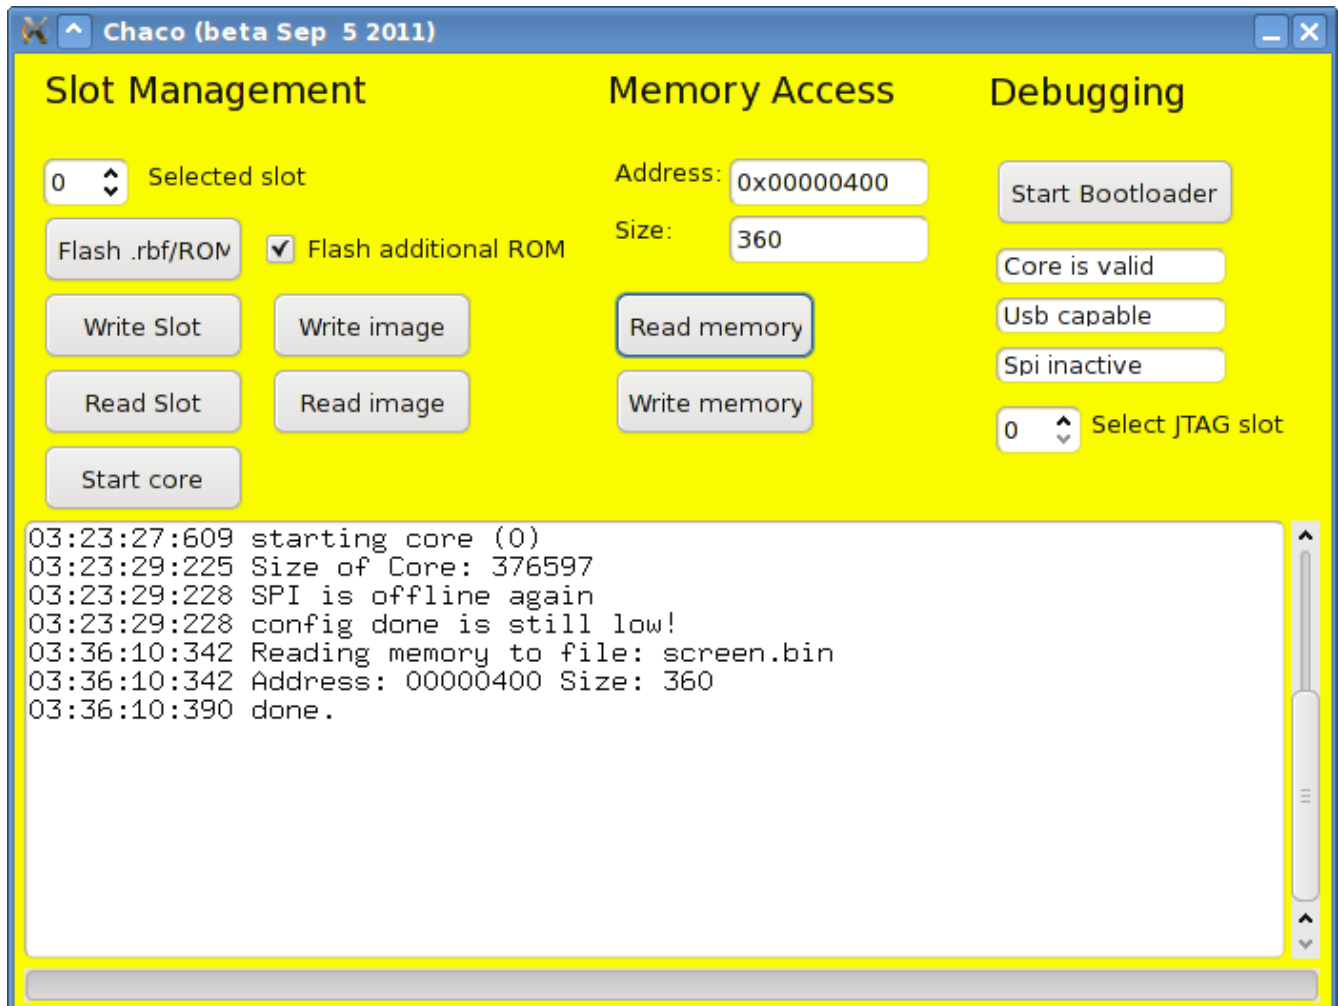 Chaco (beta Sep  5 2011)
Slot Management
Memory Access
Debugging
0 Selected slot
Address: 0x00000400
Start Bootloader
Flash .rbf/ROM
Flash additional ROM
Size: 360
Core is valid
Write Slot
Write image
Read memory
Usb capable
Spi inactive
Read Slot
Read image
Write memory
0 Select JTAG slot
Start core
03:23:27:609 starting core (0)
03:23:29:225 Size of Core: 376597
03:23:29:228 SPI is offline again
03:23:29:228 config done is still low!
03:36:10:342 Reading memory to file: screen.bin
03:36:10:342 Address: 00000400 Size: 360
03:36:10:390 done.